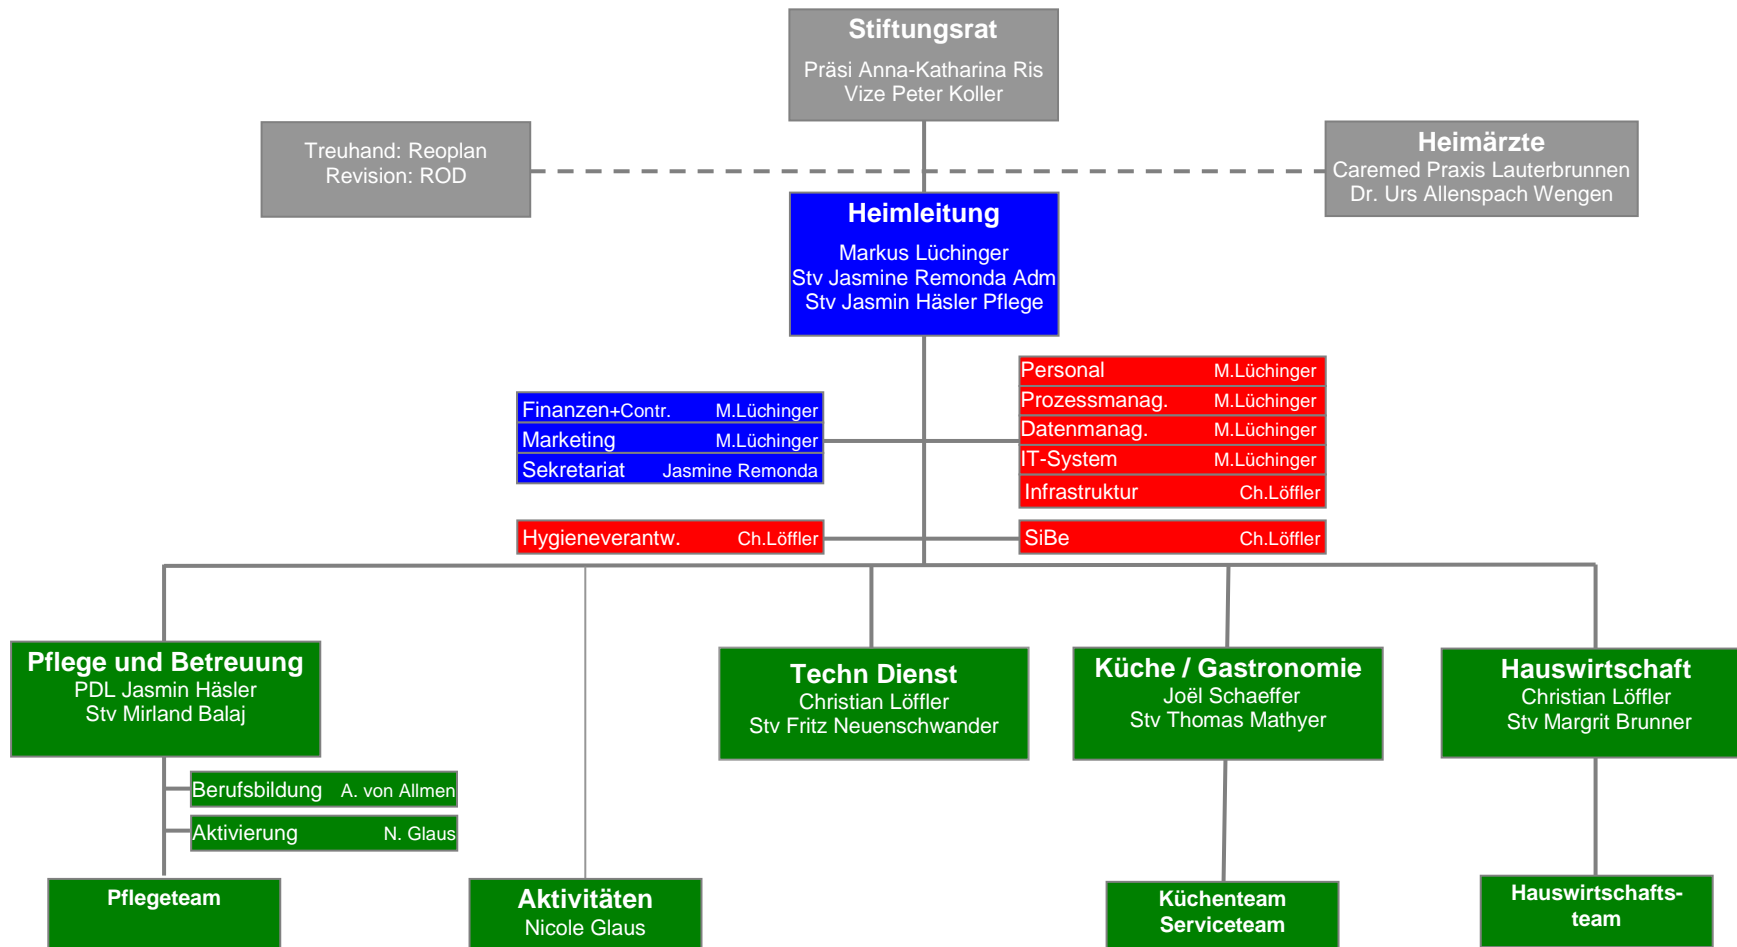 Stiftungsrat
Präsi Anna-Katharina Ris
Vize Peter Koller
Treuhand: Reoplan
Revision: ROD
Heimärzte
Caremed Praxis Lauterbrunnen
Dr. Urs Allenspach Wengen
Heimleitung
Markus Lüchinger
Stv Jasmine Remonda Adm
Stv Jasmin Häsler Pflege
Finanzen+Contr. M.Lüchinger
Marketing M.Lüchinger
Sekretariat Jasmine Remonda
Personal M.Lüchinger
Prozessmanag. M.Lüchinger
Datenmanag. M.Lüchinger
IT-System M.Lüchinger
Infrastruktur Ch.Löffler
Hygieneverantw. Ch.Löffler
SiBe Ch.Löffler
Pflege und Betreuung
PDL Jasmin Häsler
Stv Mirland Balaj
Techn Dienst
Christian Löffler
Stv Fritz Neuenschwander
Küche / Gastronomie
Joël Schaeffer
Stv Thomas Mathyer
Hauswirtschaft
Christian Löffler
Stv Margrit Brunner
Berufsbildung A. von Allmen
Aktivierung N. Glaus
Pflegeteam
Aktivitäten
Nicole Glaus
Küchenteam
Serviceteam
Hauswirtschafts-
team